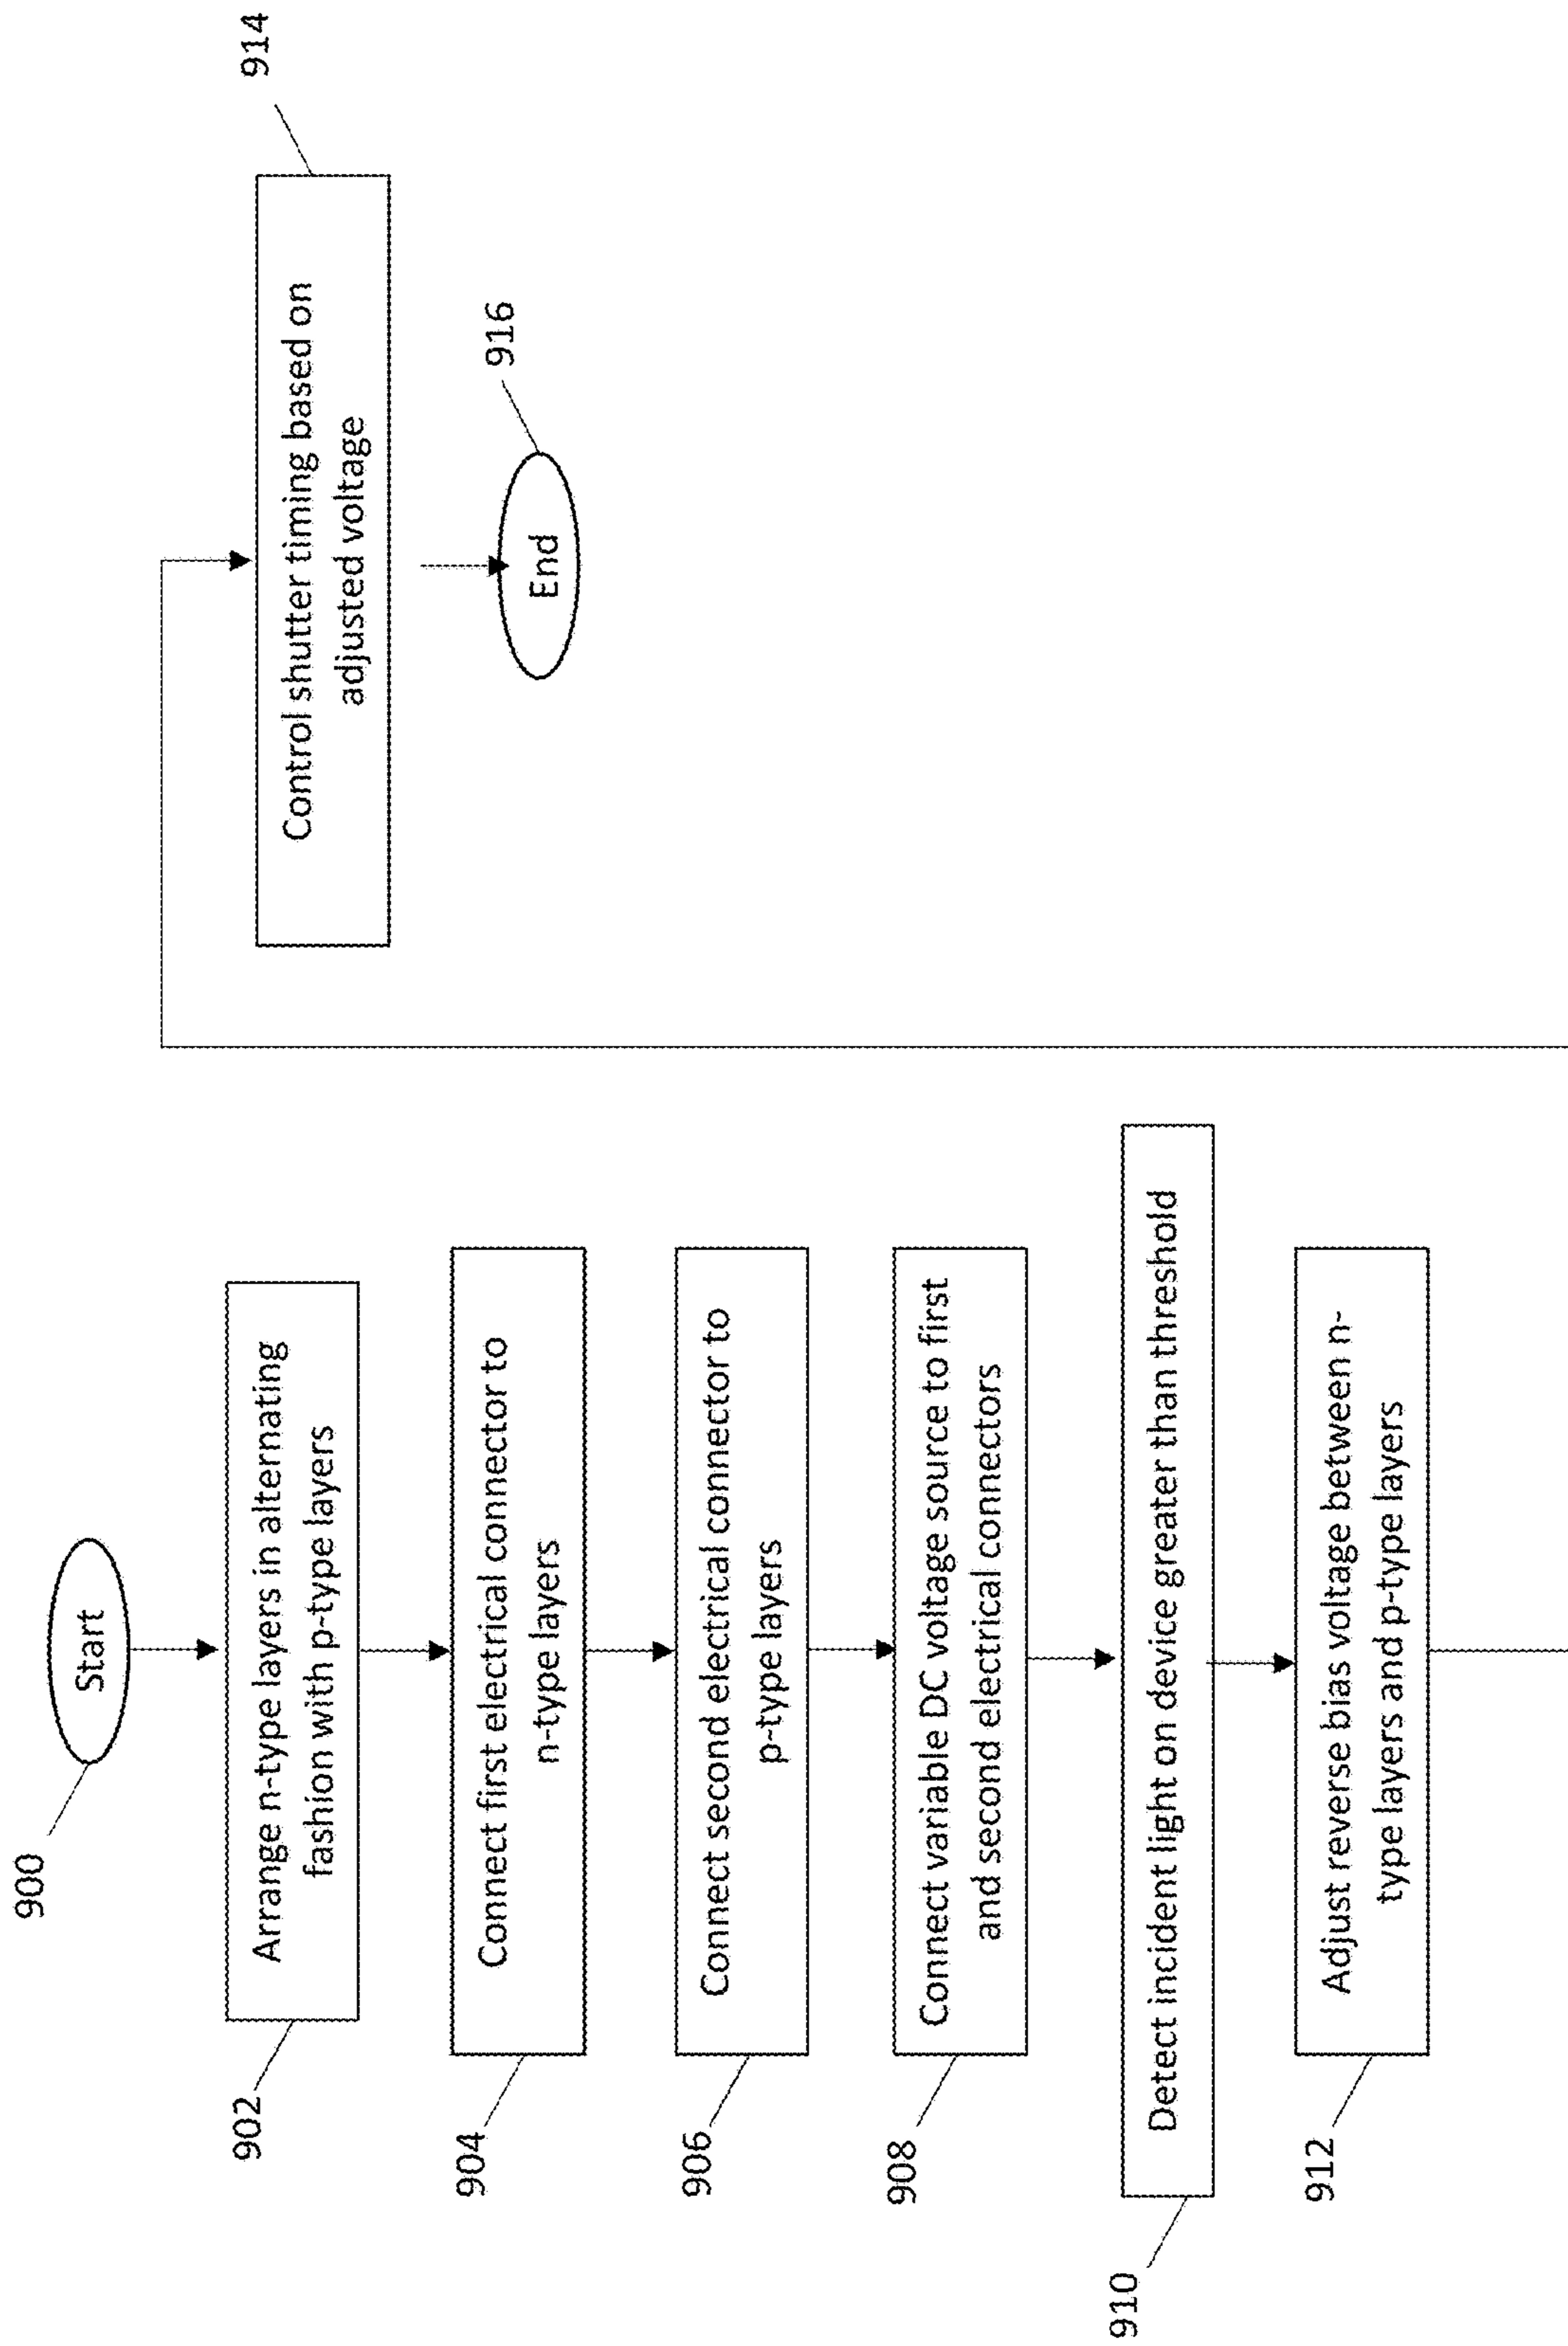 900
Start
902
Arrange n-type layers in alternating
fashion with p-type layers
904
Connect first electrical connector to
n-type layers
906
Connect second electrical connector to
p-type layers
908
Connect variable DC voltage source to first
and second electrical connectors
910
Detect incident light on device greater than threshold
912
Adjust reverse bias voltage between n-
type layers and p-type layers
914
Control shutter timing based on
adjusted voltage
916
End